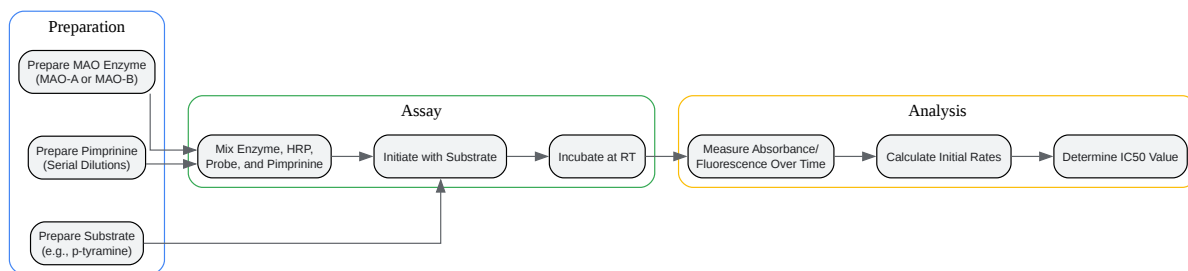 Preparation
Prepare MAO Enzyme
(MAO-A or MAO-B)
Prepare Pimprinine
(Serial Dilutions)
Prepare Substrate
(e.g., p-tyramine)
Assay
Mix Enzyme, HRP,
Probe, and Pimprinine
Initiate with Substrate
Incubate at RT
Analysis
Measure Absorbance/
Fluorescence Over Time
Calculate Initial Rates
Determine IC50 Value